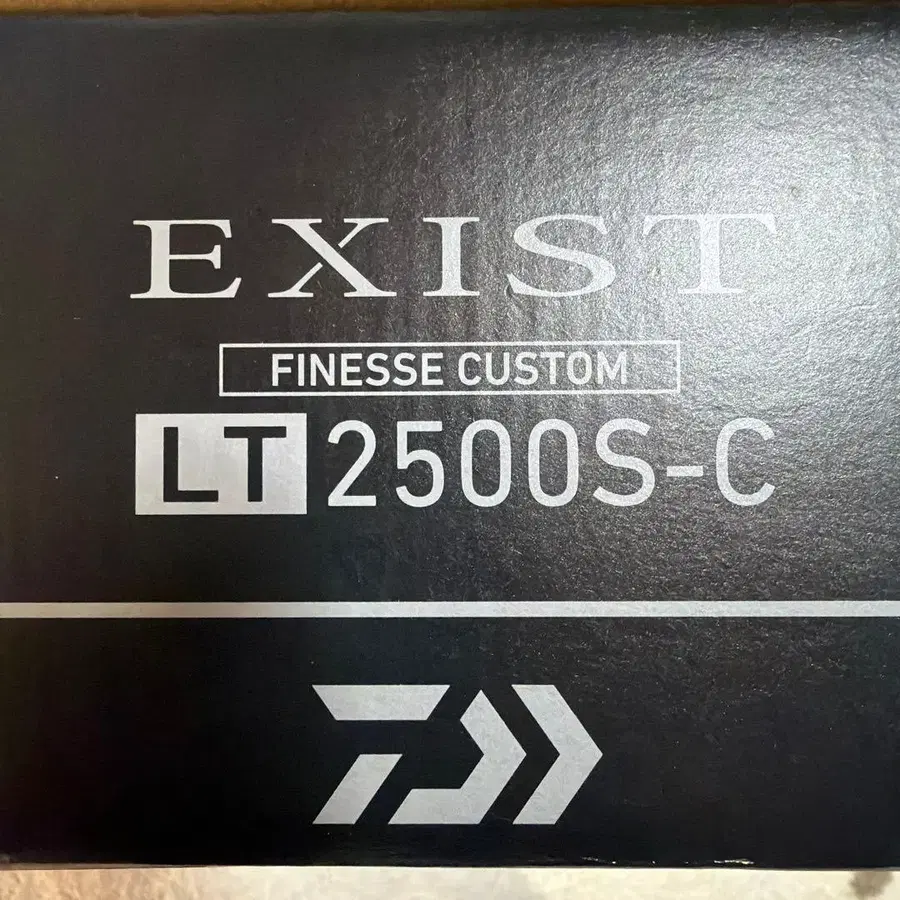 EXIST
FINESSE CUSTOM
LT 2500S-C